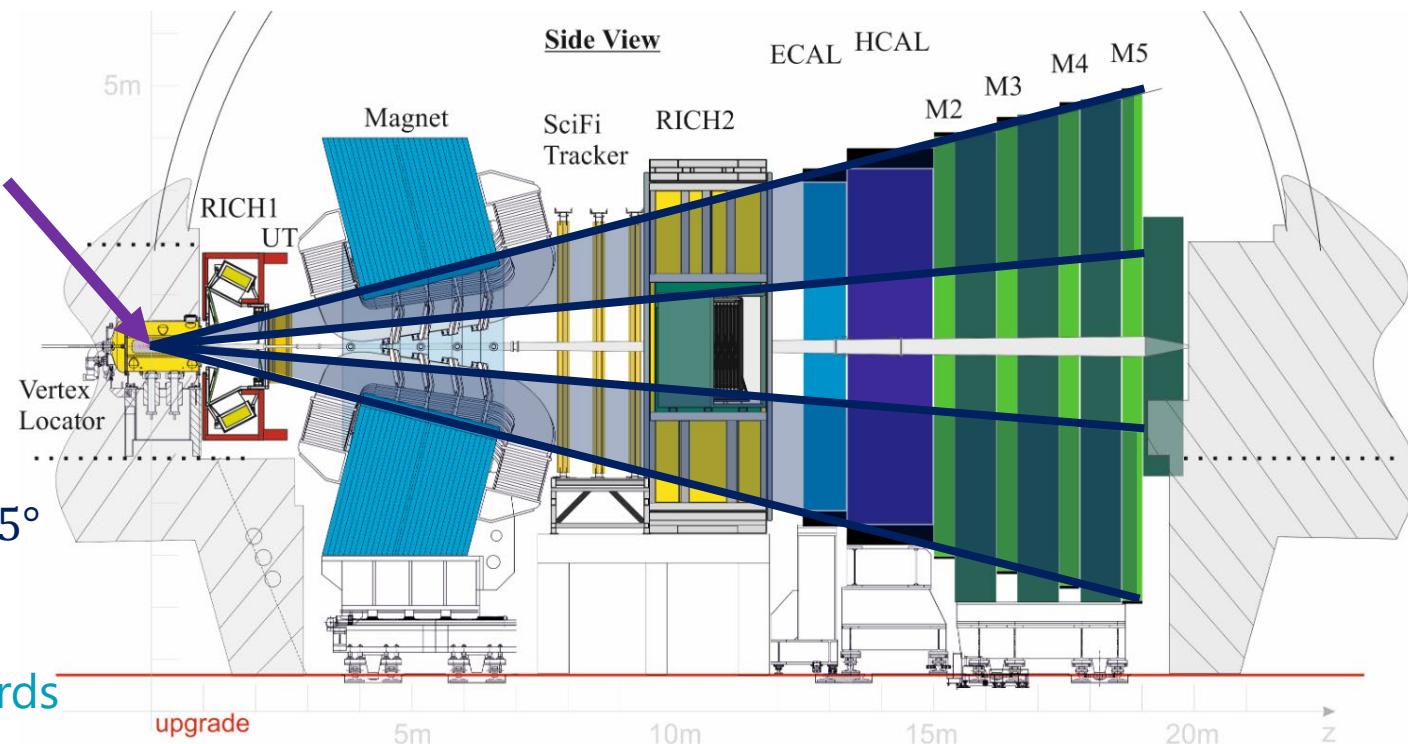 Side View
ECAL
HCAL
5m
M5
M4
M3
M2
Magnet
SciFi
Tracker
RICH2
RICH1
UT
Vertex
Locator
5°
rds
upgrade
5m
10m
15m
20m
z